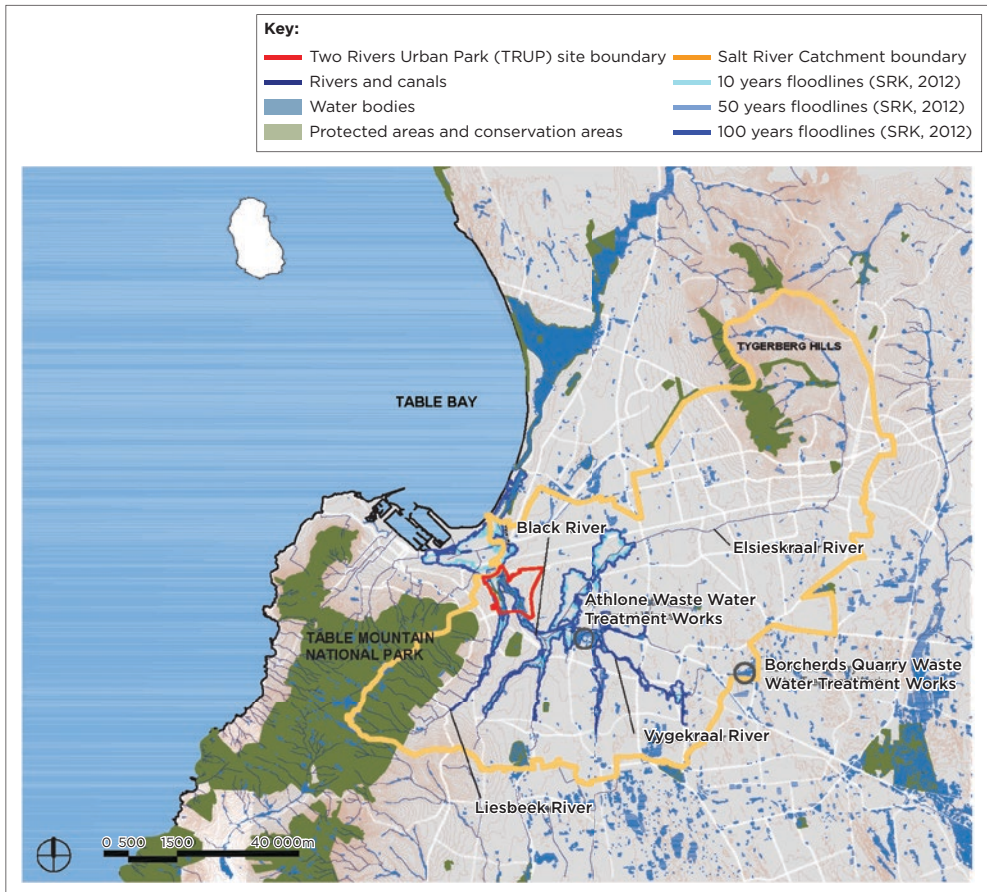 Key:
Two Rivers Urban Park (TRUP) site boundary
Rivers and canals
Water bodies
Protected areas and conservation areas
Salt River Catchment boundary
10 years floodlines (SRK, 2012)
50 years floodlines (SRK, 2012)
100 years floodlines (SRK, 2012)
TYGERBERG HILLS
TABLE BAY
Black River
Elsieskraal River
Athlone Waste Water
Treatment Works
TABLE MOUNTAIN
NATIONAL PARK
Borcherds Quarry Waste
Water Treatment Works
Vygekraal River
Liesbeek River
0 500 1500 40 000m